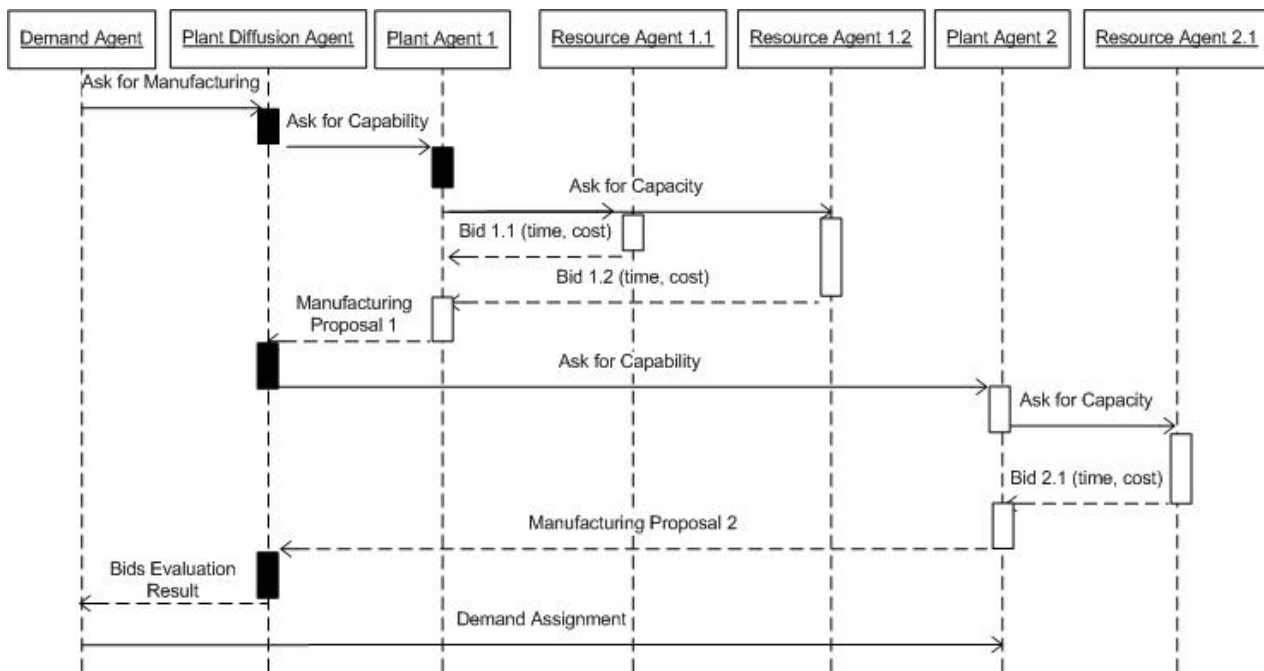 Demand Agent
Plant Diffusion Agent
Plant Agent 1
Resource Agent 1.1
Resource Agent 1.2
Plant Agent 2
Resource Agent 2.1
Ask for Manufacturing
Ask for Capability
Ask for Capacity
Bid 1.1 (time, cost)
Bid 1.2 (time, cost)
Manufacturing
Proposal 1
Ask for Capability
Ask for Capacity
Bid 2.1 (time, cost)
Manufacturing Proposal 2
Bids Evaluation
Result
Demand Assignment